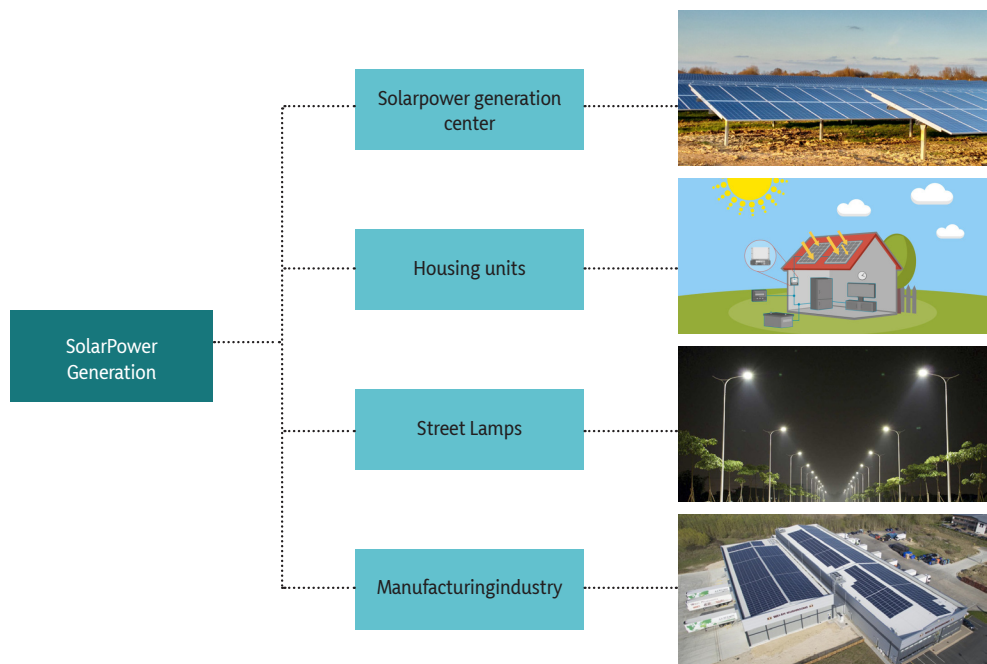 Solarpower generation
center
Housing units
SolarPower
Generation
Street Lamps
Manufacturingindustry